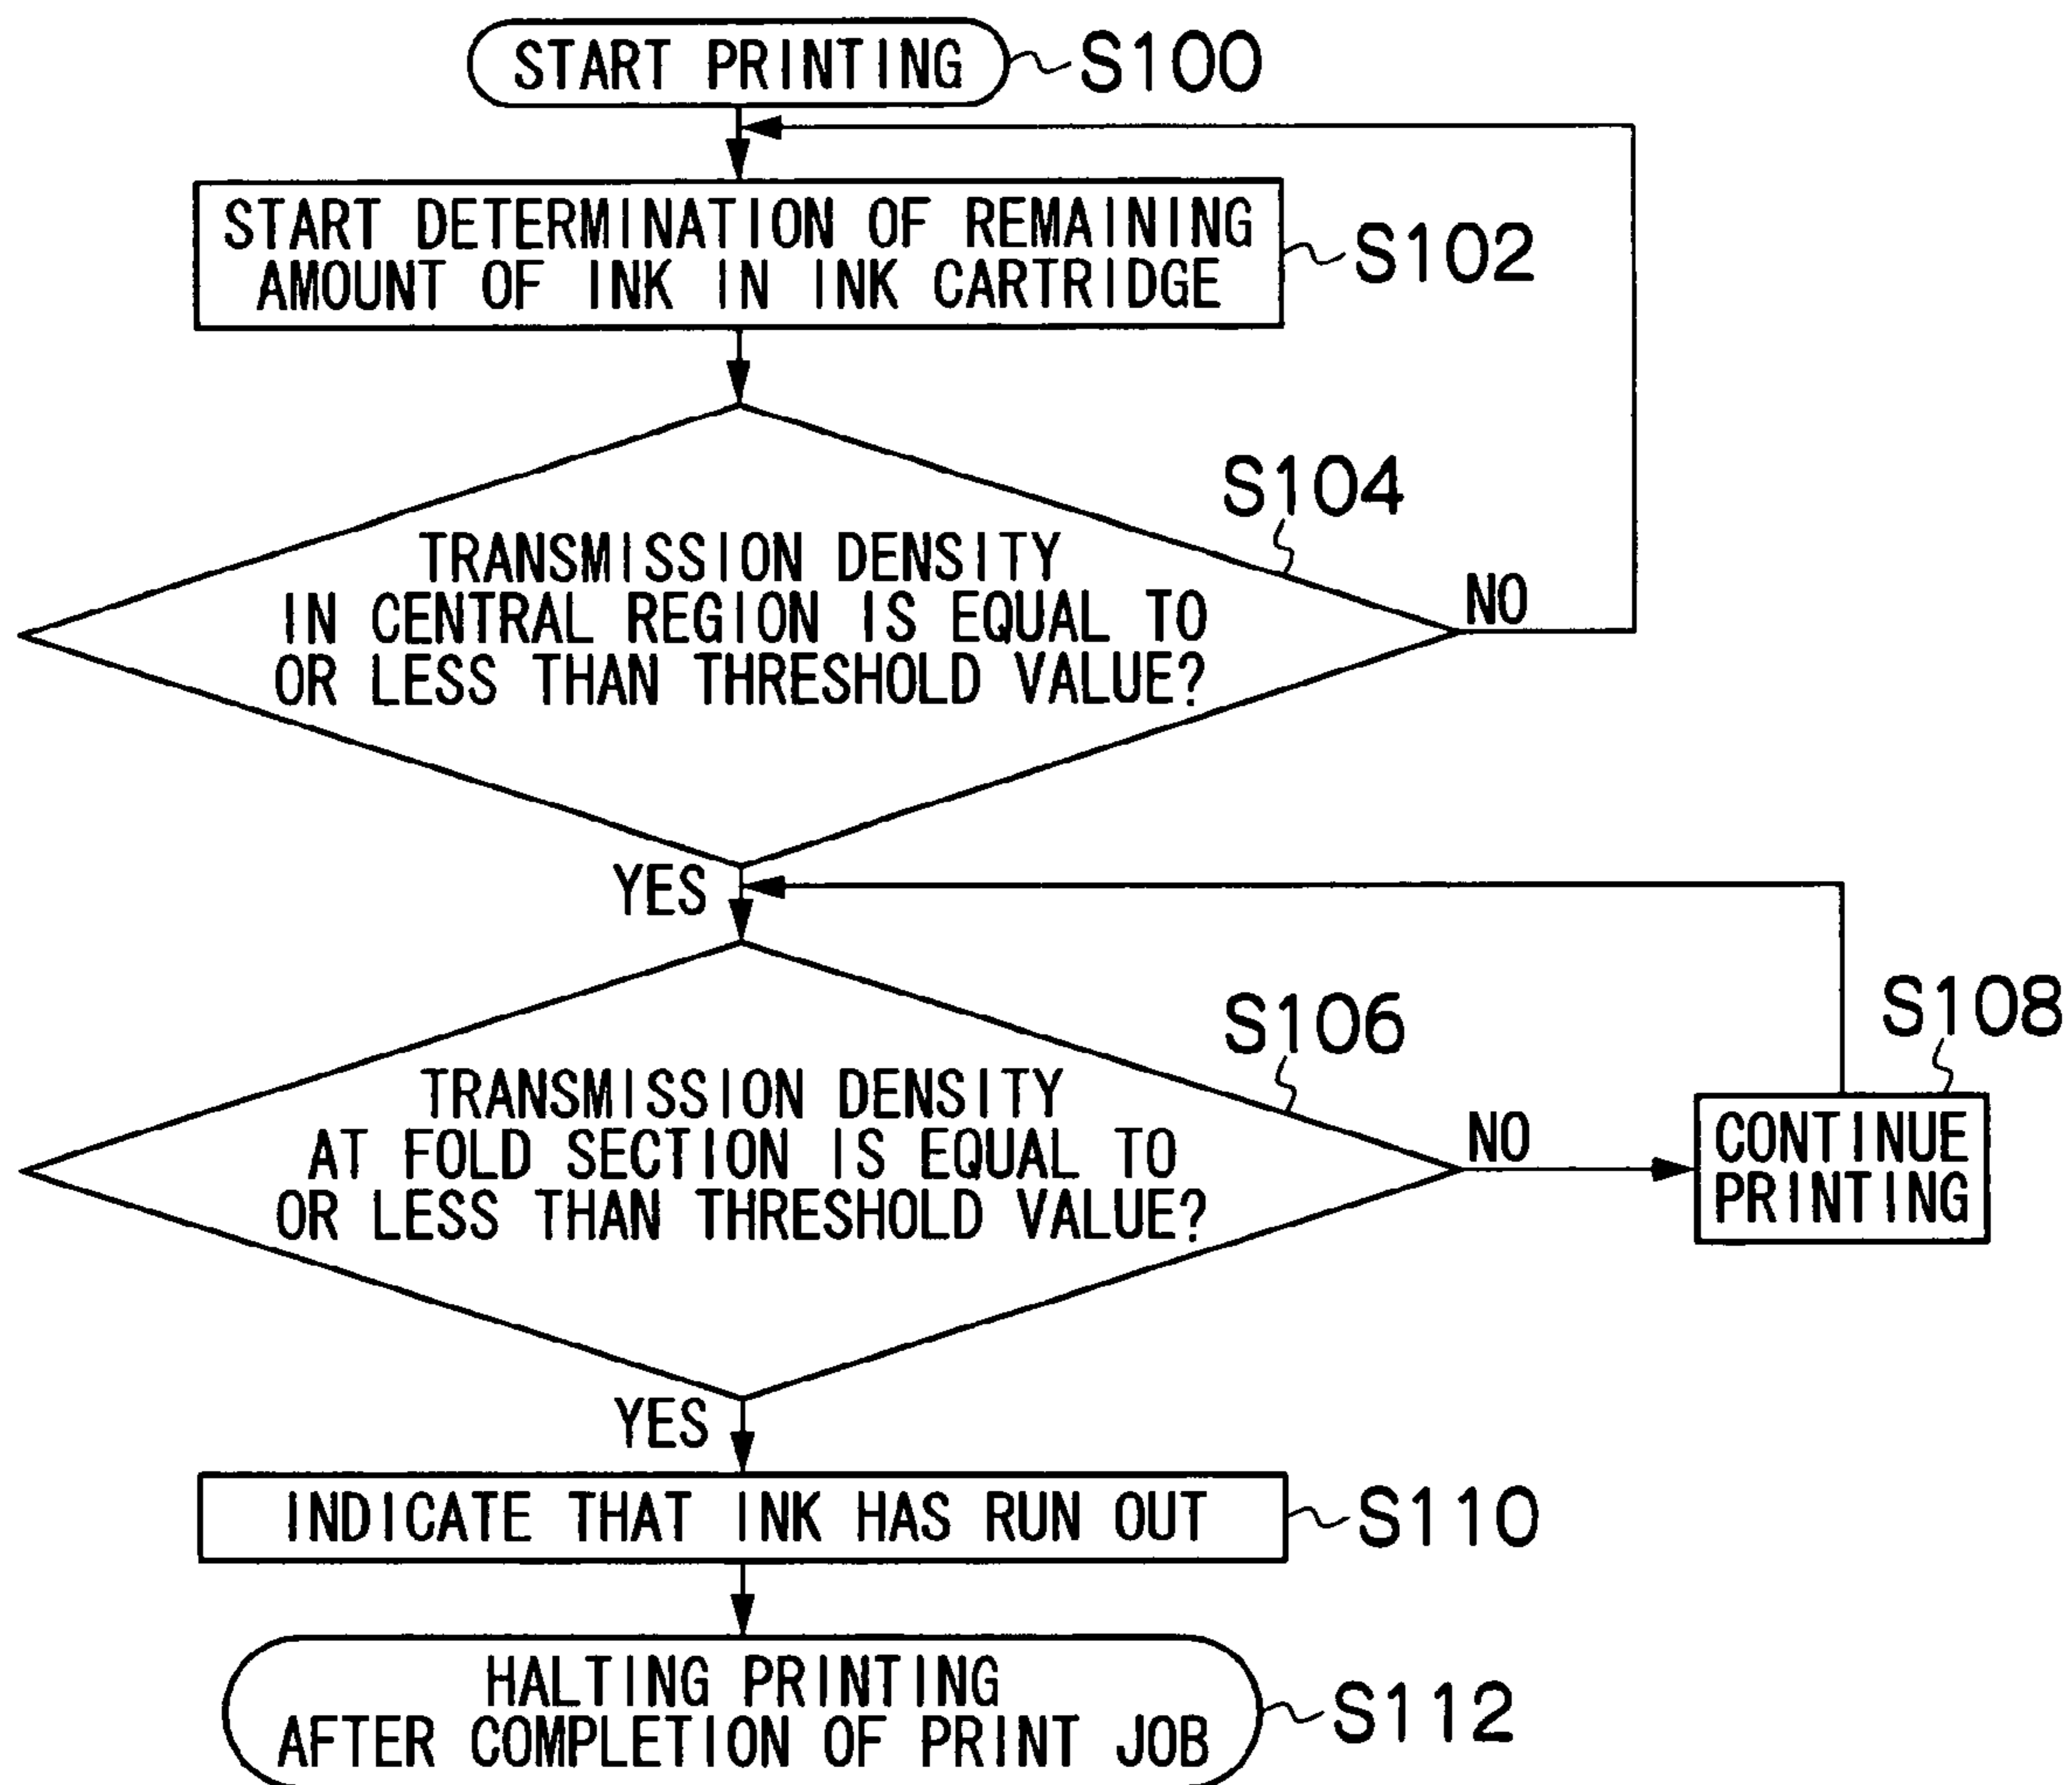 START PRINTING
S100
START DETERMINATION OF REMAINING
AMOUNT OF INK IN INK CARTRIDGE
S102
S104
TRANSMISSION DENSITY
IN CENTRAL REGION IS EQUAL TO
OR LESS THAN THRESHOLD VALUE?
NO
YES
S106
S108
TRANSMISSION DENSITY
AT FOLD SECTION IS EQUAL TO
OR LESS THAN THRESHOLD VALUE?
NO
CONTINUE
PRINTING
YES
INDICATE THAT INK HAS RUN OUT
S110
HALTING PRINTING
AFTER COMPLETION OF PRINT JOB
S112